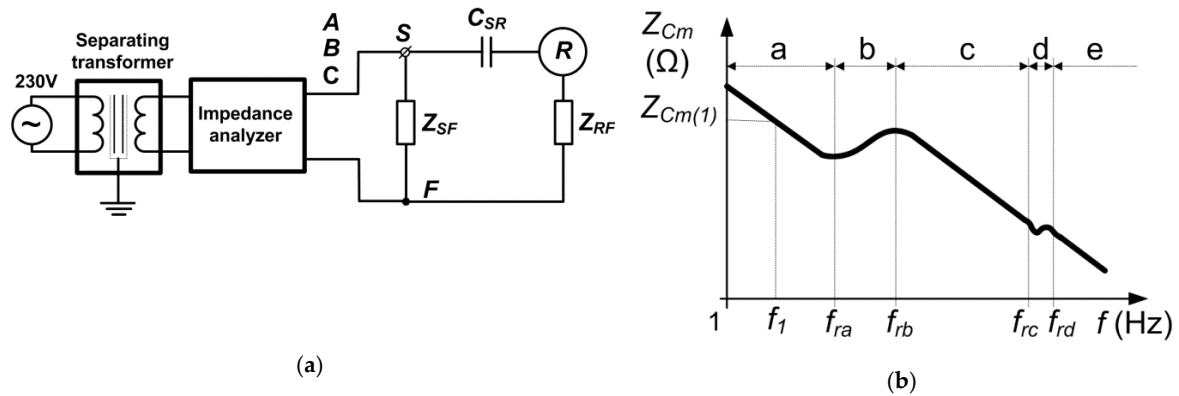 Separating
transformer
230V
~
Impedance
analyzer
A
B
C
S
C_SR
R
Z_SF
Z_RF
F
(a)
Z_Cm
(Ω)
a b c d e
Z_Cm(1)
1 f_1 f_ra f_rb f_rc f_rd f (Hz)
(b)